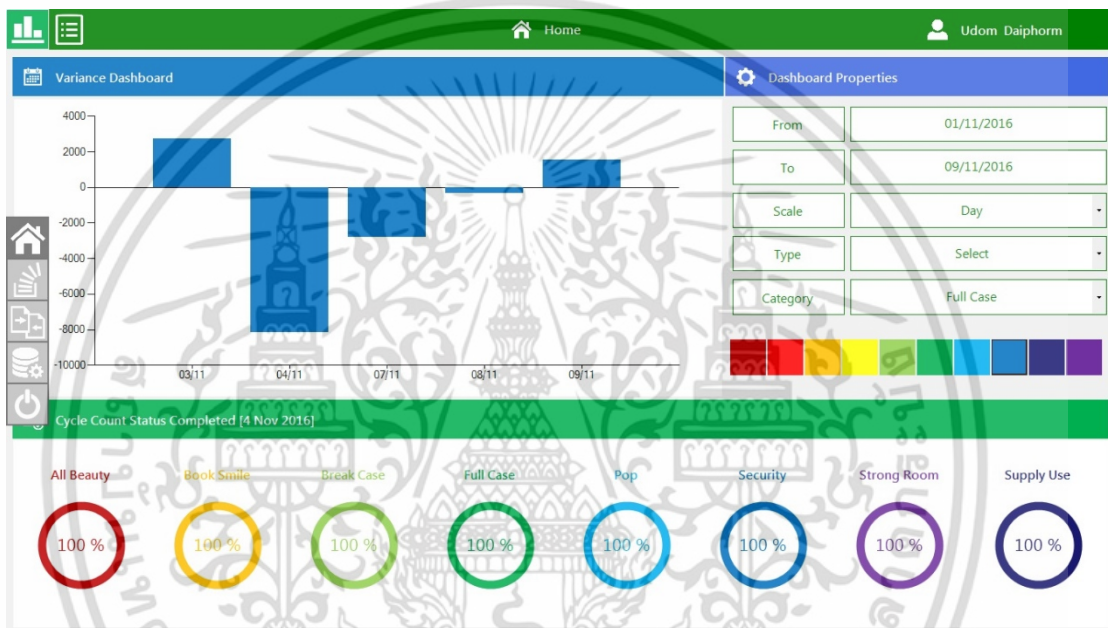 Home
Udom Daiphorm
Variance Dashboard
Dashboard Properties
4000
2000
0
-2000
-4000
-6000
-8000
-10000
03/11
04/11
07/11
08/11
09/11
From
01/11/2016
To
09/11/2016
Scale
Day
Type
Select
Category
Full Case
Cycle Count Status Completed [4 Nov 2016]
All Beauty
Book Smile
Break Case
Full Case
Pop
Security
Strong Room
Supply Use
100 %
100 %
100 %
100 %
100 %
100 %
100 %
100 %